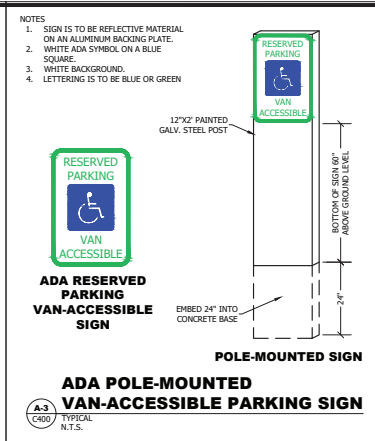 NOTES
1. SIGN IS TO BE REFLECTIVE MATERIAL
ON AN ALUMINUM BACKING PLATE.
2. WHITE ADA SYMBOL ON A BLUE
SQUARE.
3. WHITE BACKGROUND.
4. LETTERING IS TO BE BLUE OR GREEN
RESERVED
PARKING
VAN
ACCESSIBLE
12"X2' PAINTED
GALV. STEEL POST
BOTTOM OF SIGN 60"
ABOVE GROUND LEVEL
RESERVED
PARKING
VAN
ACCESSIBLE
ADA RESERVED
PARKING
VAN-ACCESSIBLE
SIGN
EMBED 24" INTO
CONCRETE BASE
24"
POLE-MOUNTED SIGN
ADA POLE-MOUNTED
VAN-ACCESSIBLE PARKING SIGN
A-3
C400
TYPICAL
N.T.S.